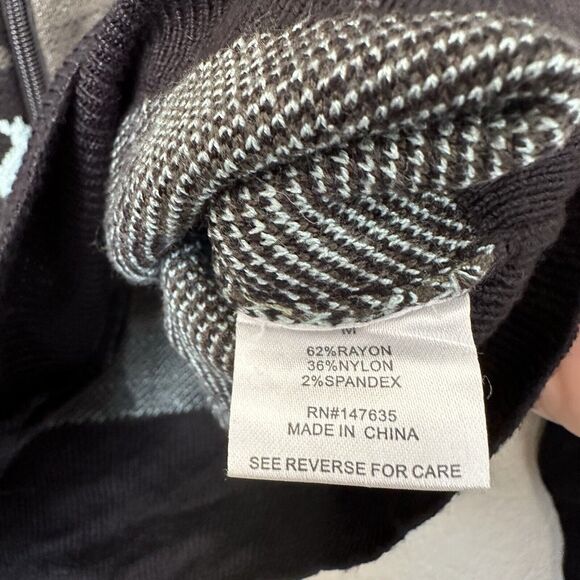 M
62%RAYON
36%NYLON
2%SPANDEX
RN#147635
MADE IN CHINA
SEE REVERSE FOR CARE